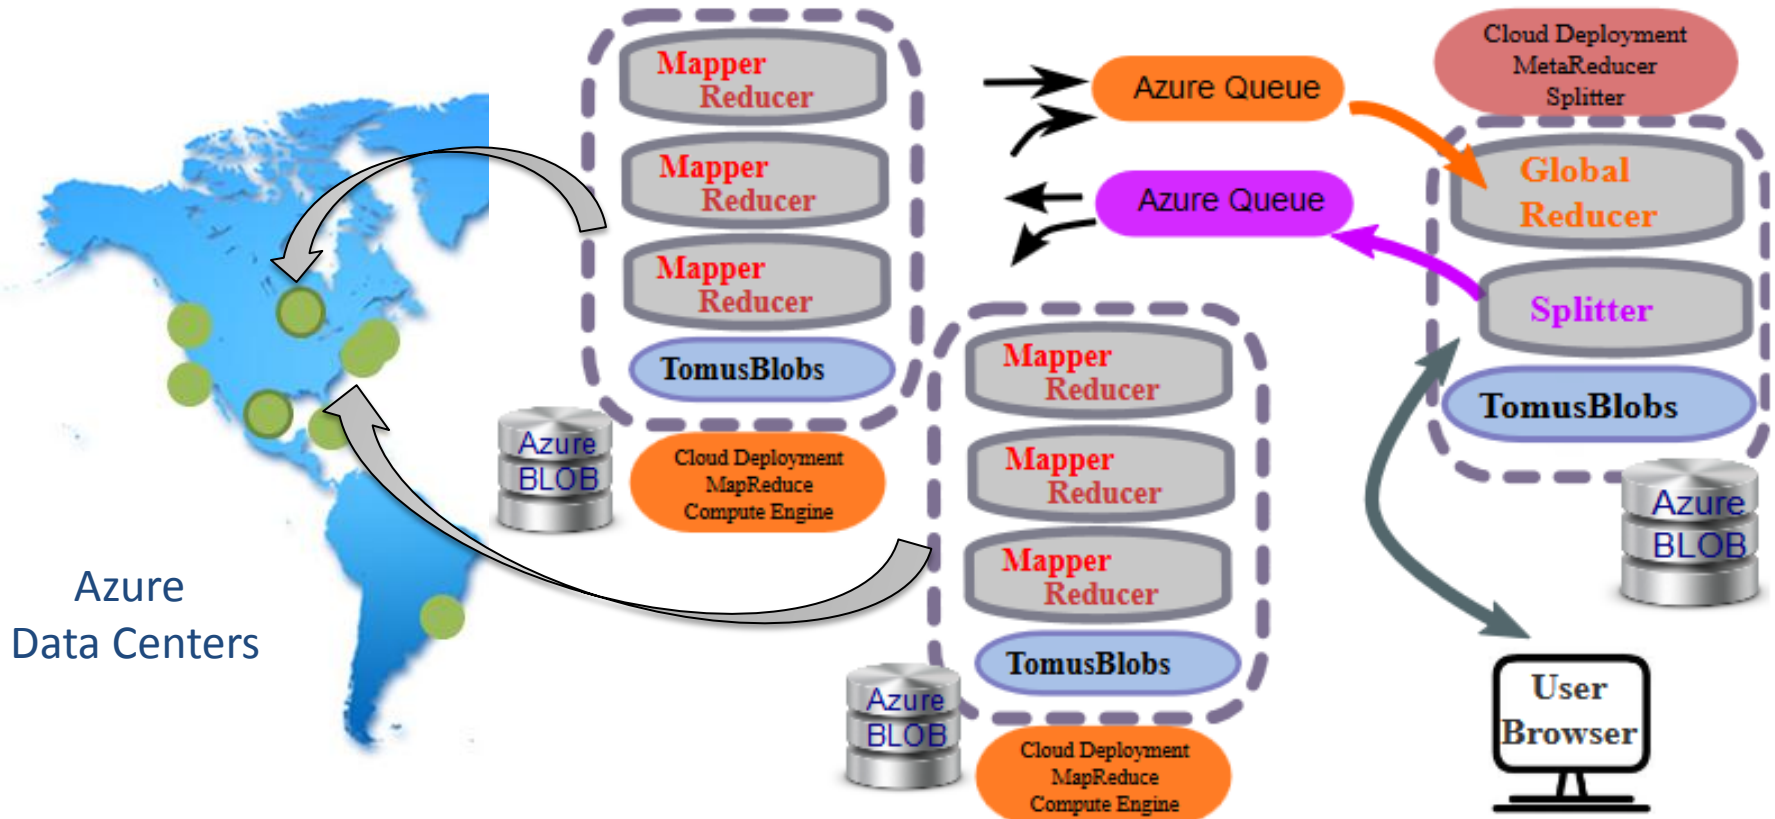 Mapper
Reducer
Mapper
Reducer
Mapper
Reducer
TomusBlobs
Azure
BLOB
Cloud Deployment
MapReduce
Compute Engine
Azure Queue
Azure Queue
Cloud Deployment
MetaReducer
Splitter
Global
Reducer
Splitter
TomusBlobs
Azure
BLOB
Mapper
Reducer
Mapper
Reducer
Mapper
Reducer
TomusBlobs
Azure
BLOB
Cloud Deployment
MapReduce
Compute Engine
User
Browser
Azure
Data Centers